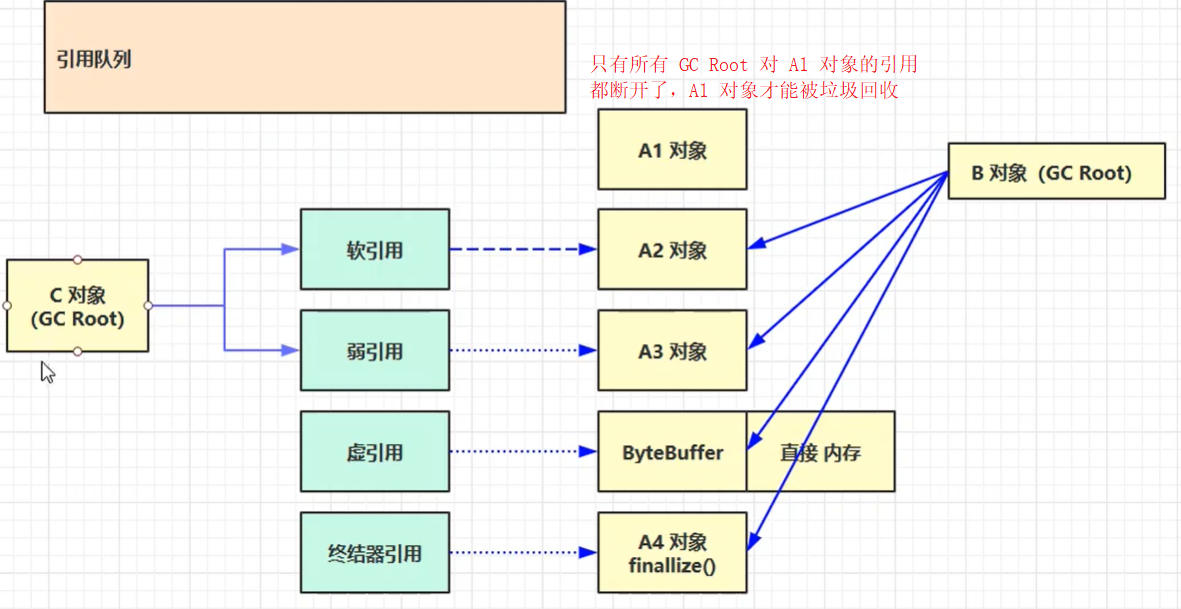 引用队列
只有所有 GC Root 对 A1 对象的引用
都断开了，A1 对象才能被垃圾回收
A1 对象
B 对象（GC Root）
软引用
A2 对象
C 对象
(GC Root)
弱引用
A3 对象
虚引用
ByteBuffer
直接 内存
终结器引用
A4 对象
finallize()